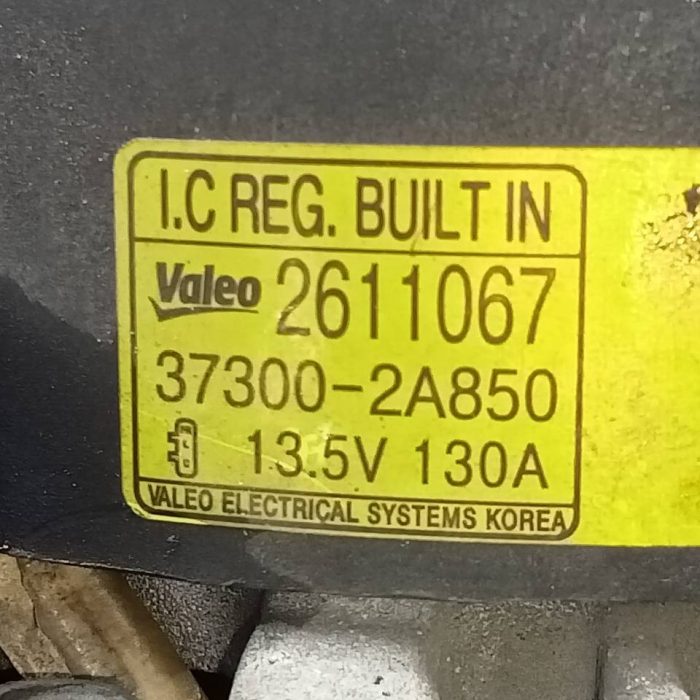 I.C REG. BUILT IN
Valeo 2611067
37300-2A850
13.5V 130A
VALEO ELECTRICAL SYSTEMS KOREA